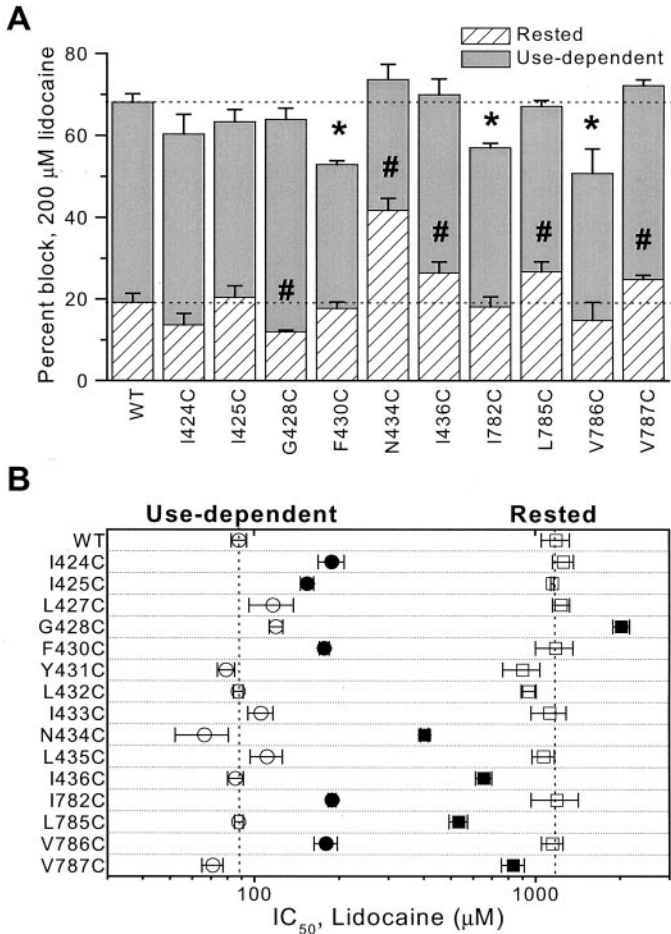 A
Rested
Use-dependent
Percent block, 200 µM lidocaine
80
60
40
20
0
*
*
*
#
#
#
#
#
WT
I424C
I425C
G428C
F430C
N434C
I436C
I782C
L785C
V786C
V787C
B
Use-dependent
Rested
WT
I424C
I425C
L427C
G428C
F430C
Y431C
L432C
I433C
N434C
L435C
I436C
I782C
L785C
V786C
V787C
100
1000
IC50, Lidocaine (µM)